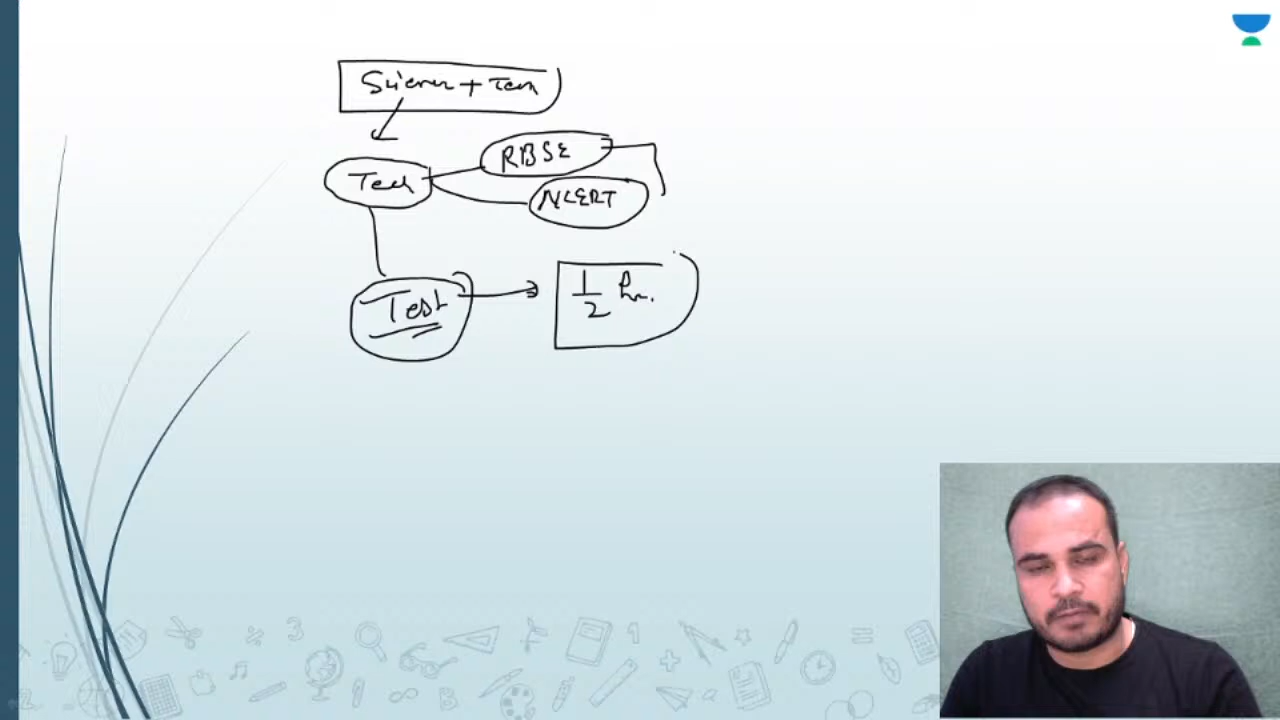 Science + Tech
Tech
RBSE
NCERT
Test
1/2 hr.